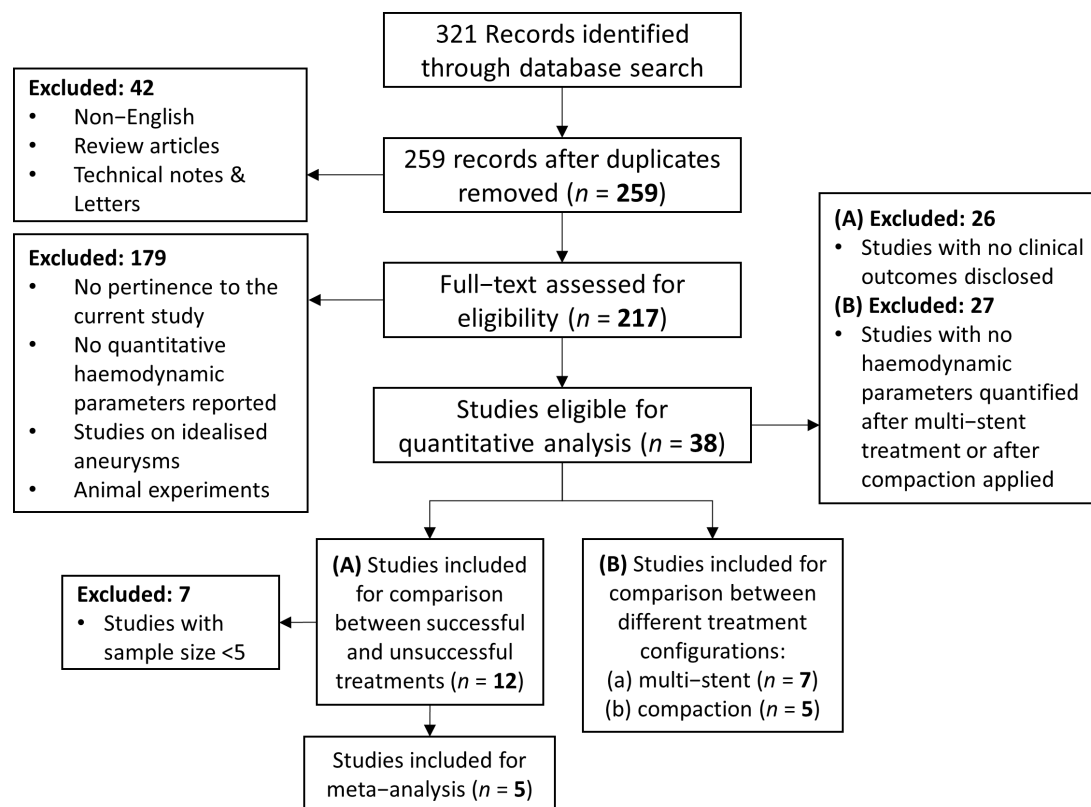 321 Records identified
through database search
Excluded: 42
• Non−English
• Review articles
• Technical notes &
Letters
259 records after duplicates
removed (n = 259)
(A) Excluded: 26
• Studies with no clinical
outcomes disclosed
(B) Excluded: 27
• Studies with no
haemodynamic
parameters quantified
after multi−stent
treatment or after
compaction applied
Excluded: 179
• No pertinence to the
current study
• No quantitative
haemodynamic
parameters reported
• Studies on idealised
aneurysms
• Animal experiments
Full−text assessed for
eligibility (n = 217)
Studies eligible for
quantitative analysis (n = 38)
(A) Studies included
for comparison
between successful
and unsuccessful
treatments (n = 12)
(B) Studies included for
comparison between
different treatment
configurations:
(a) multi−stent (n = 7)
(b) compaction (n = 5)
Excluded: 7
• Studies with
sample size <5
Studies included for
meta−analysis (n = 5)